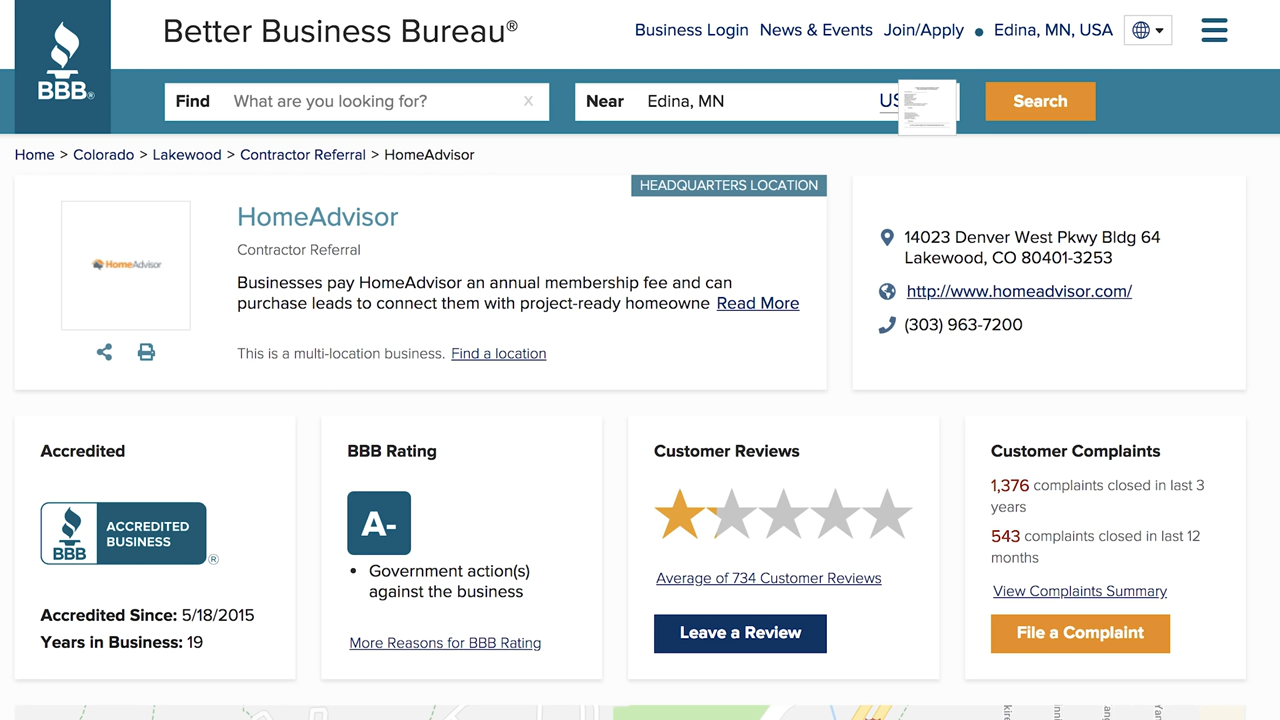 Better Business Bureau®
Business Login News & Events Join/Apply Edina, MN, USA
BBB®
Find What are you looking for? x
Near Edina, MN US
Search
Home > Colorado > Lakewood > Contractor Referral > HomeAdvisor
HEADQUARTERS LOCATION
HomeAdvisor
HomeAdvisor
Contractor Referral
Businesses pay HomeAdvisor an annual membership fee and can
purchase leads to connect them with project-ready homeowne Read More
This is a multi-location business. Find a location
14023 Denver West Pkwy Bldg 64
Lakewood, CO 80401-3253
http://www.homeadvisor.com/
(303) 963-7200
Accredited
BBB
ACCREDITED
BUSINESS
®
Accredited Since: 5/18/2015
Years in Business: 19
BBB Rating
A-
• Government action(s)
against the business
More Reasons for BBB Rating
Customer Reviews
Average of 734 Customer Reviews
Leave a Review
Customer Complaints
1,376 complaints closed in last 3
years
543 complaints closed in last 12
months
View Complaints Summary
File a Complaint